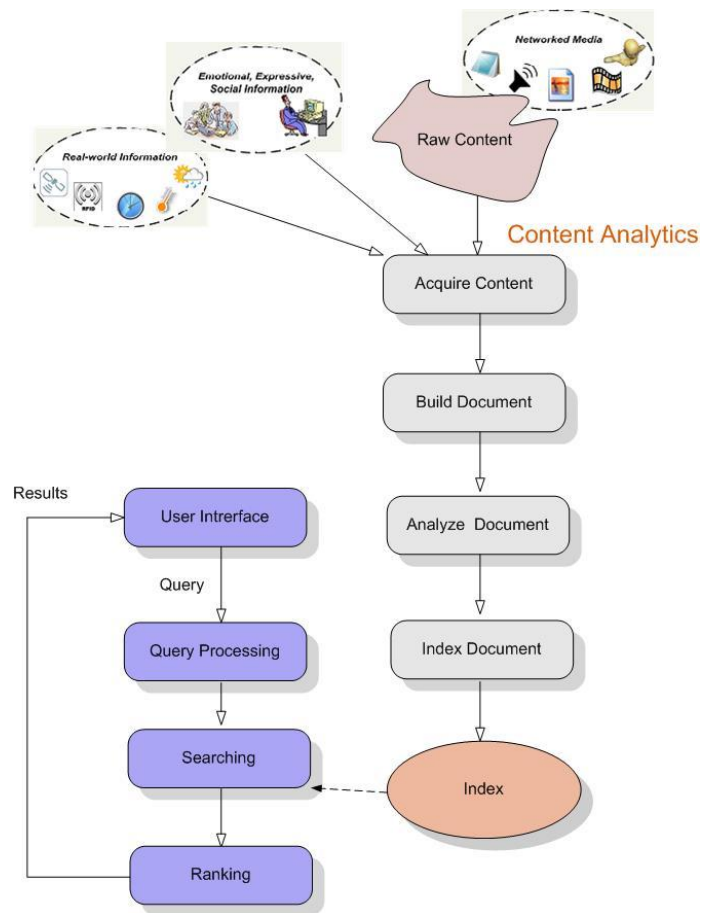 Networked Media
Emotional, Expressive,
Social Information
Raw Content
Real-world Information
RFID
Content Analytics
Acquire Content
Build Document
Results
User Intrerface
Analyze Document
Query
Query Processing
Index Document
Searching
Index
Ranking